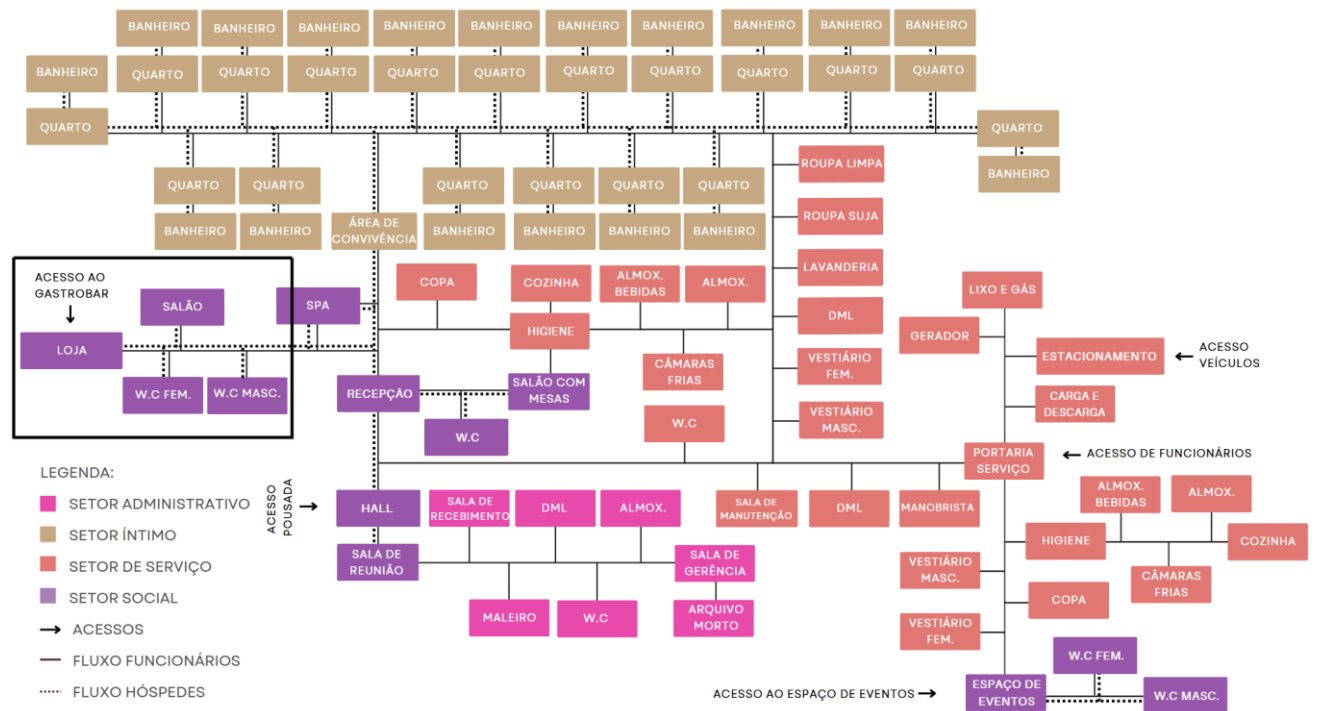 BANHEIRO BANHEIRO BANHEIRO BANHEIRO BANHEIRO BANHEIRO BANHEIRO BANHEIRO BANHEIRO BANHEIRO
BANHEIRO QUARTO QUARTO QUARTO QUARTO QUARTO QUARTO QUARTO QUARTO QUARTO QUARTO
QUARTO
QUARTO
BANHEIRO
QUARTO QUARTO QUARTO QUARTO QUARTO QUARTO
BANHEIRO BANHEIRO
ÁREA DE
CONVIVÊNCIA
BANHEIRO BANHEIRO BANHEIRO BANHEIRO
ROUPA LIMPA
ROUPA SUJA
LAVANDERIA
DML
VESTIÁRIO
FEM.
VESTIÁRIO
MASC.
ACESSO AO
GASTROBAR
LOJA
SALÃO
SPA
W.C FEM.
W.C MASC.
COPA
COZINHA
ALMOX.
BEBIDAS
ALMOX.
HIGIENE
CÂMARAS
FRIAS
RECEPÇÃO
SALÃO COM
MESAS
W.C
W.C
LIXO E GÁS
GERADOR
ESTACIONAMENTO
ACESSO
VEÍCULOS
CARGA E
DESCARGA
PORTARIA
SERVIÇO
ACESSO DE FUNCIONÁRIOS
LEGENDA:
SETOR ADMINISTRATIVO
SETOR ÍNTIMO
SETOR DE SERVIÇO
SETOR SOCIAL
ACESSOS
FLUXO FUNCIONÁRIOS
FLUXO HÓSPEDES
ACESSO
POUSADA
HALL
SALA DE
REUNIÃO
SALA DE
RECEBIMENTO
DML
ALMOX.
SALA DE
GERÊNCIA
MALEIRO
W.C
ARQUIVO
MORTO
SALA DE
MANUTENÇÃO
DML
MANOBRISTA
ALMOX.
BEBIDAS
ALMOX.
HIGIENE
COZINHA
CÂMARAS
FRIAS
VESTIÁRIO
MASC.
COPA
VESTIÁRIO
FEM.
W.C FEM.
ACESSO AO ESPAÇO DE EVENTOS
ESPAÇO DE
EVENTOS
W.C MASC.